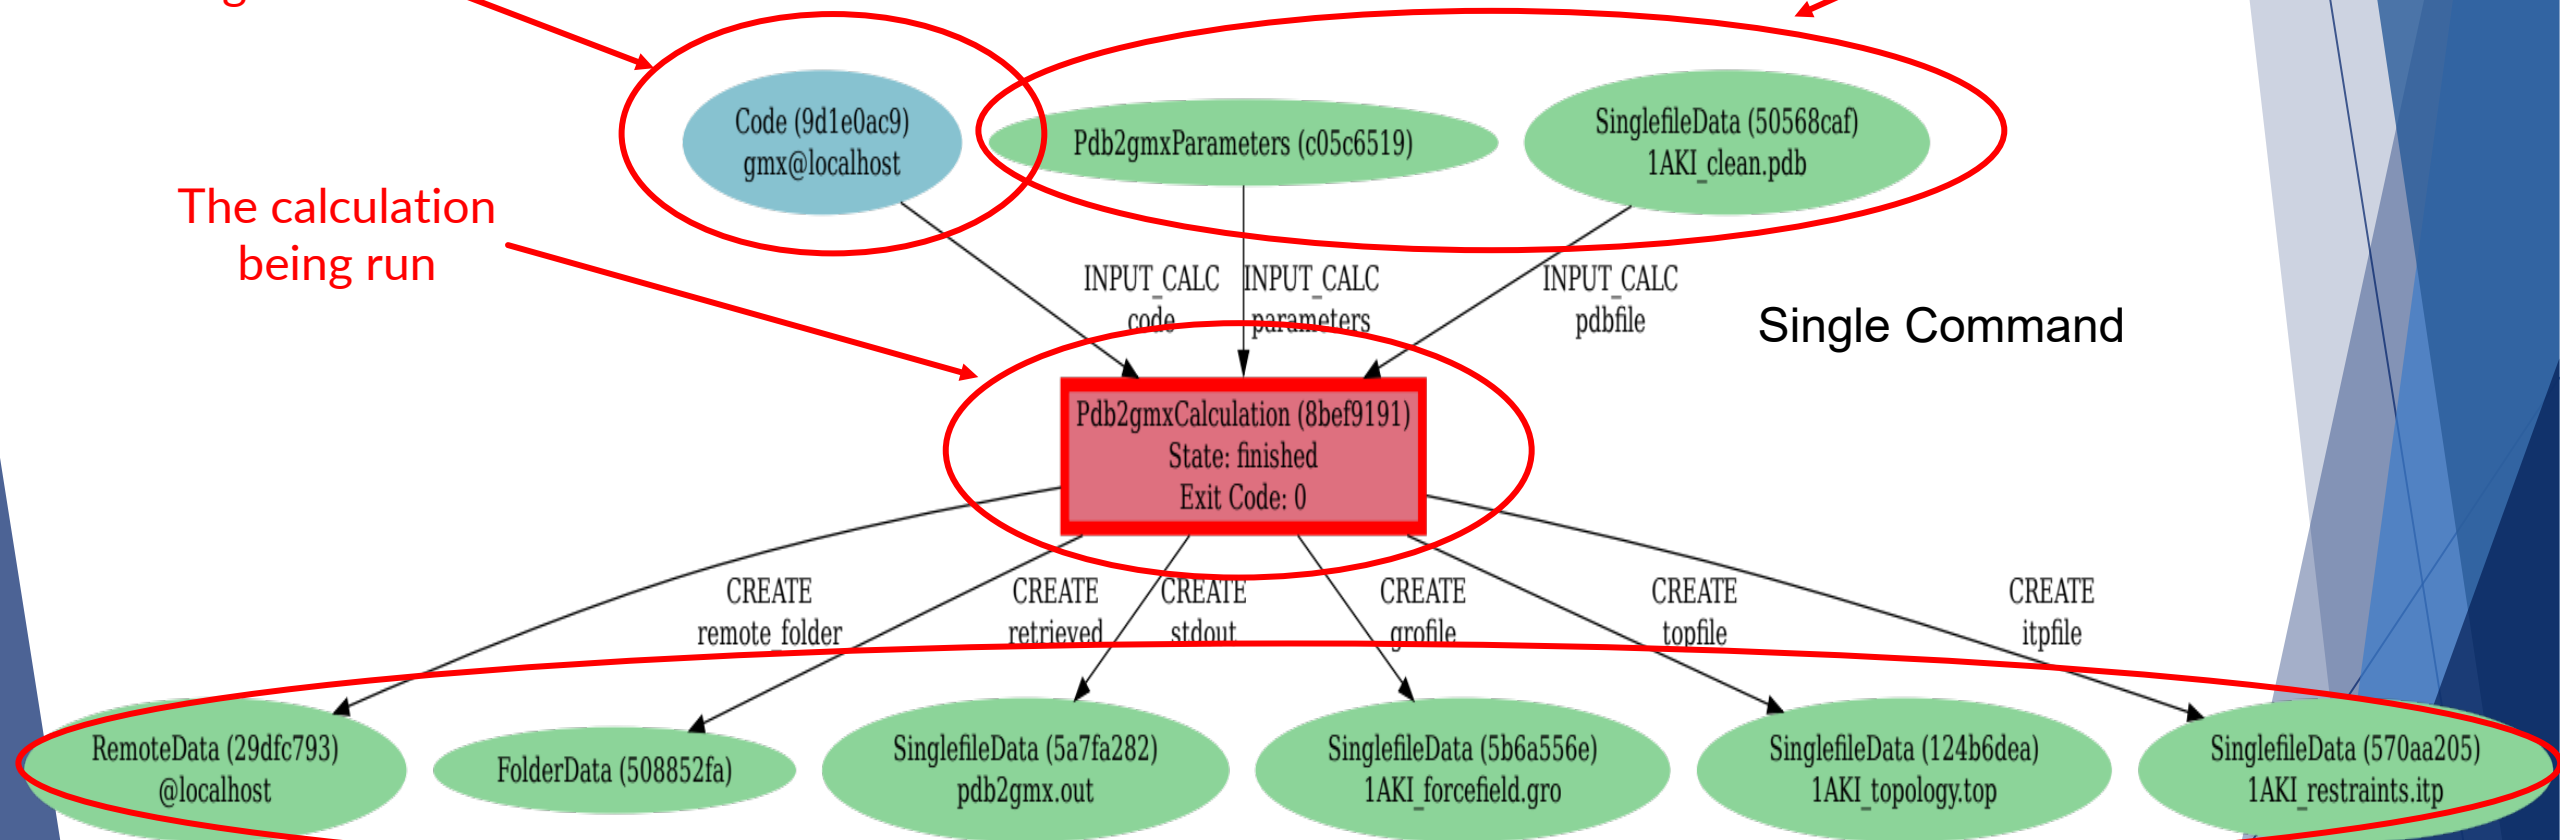 Code (9d1e0ac9)
gmx@localhost
Pdb2gmxParameters (c05c6519)
SinglefileData (50568caf)
1AKI_clean.pdb
The calculation
being run
INPUT_CALC
code
INPUT_CALC
parameters
INPUT_CALC
pdbfile
Single Command
Pdb2gmxCalculation (8bef9191)
State: finished
Exit Code: 0
CREATE
remote_folder
CREATE
retrieved
CREATE
stdout
CREATE
grofile
CREATE
topfile
CREATE
itpfile
RemoteData (29dfc793)
@localhost
FolderData (508852fa)
SinglefileData (5a7fa282)
pdb2gmx.out
SinglefileData (5b6a556e)
1AKI_forcefield.gro
SinglefileData (124b6dea)
1AKI_topology.top
SinglefileData (570aa205)
1AKI_restraints.itp